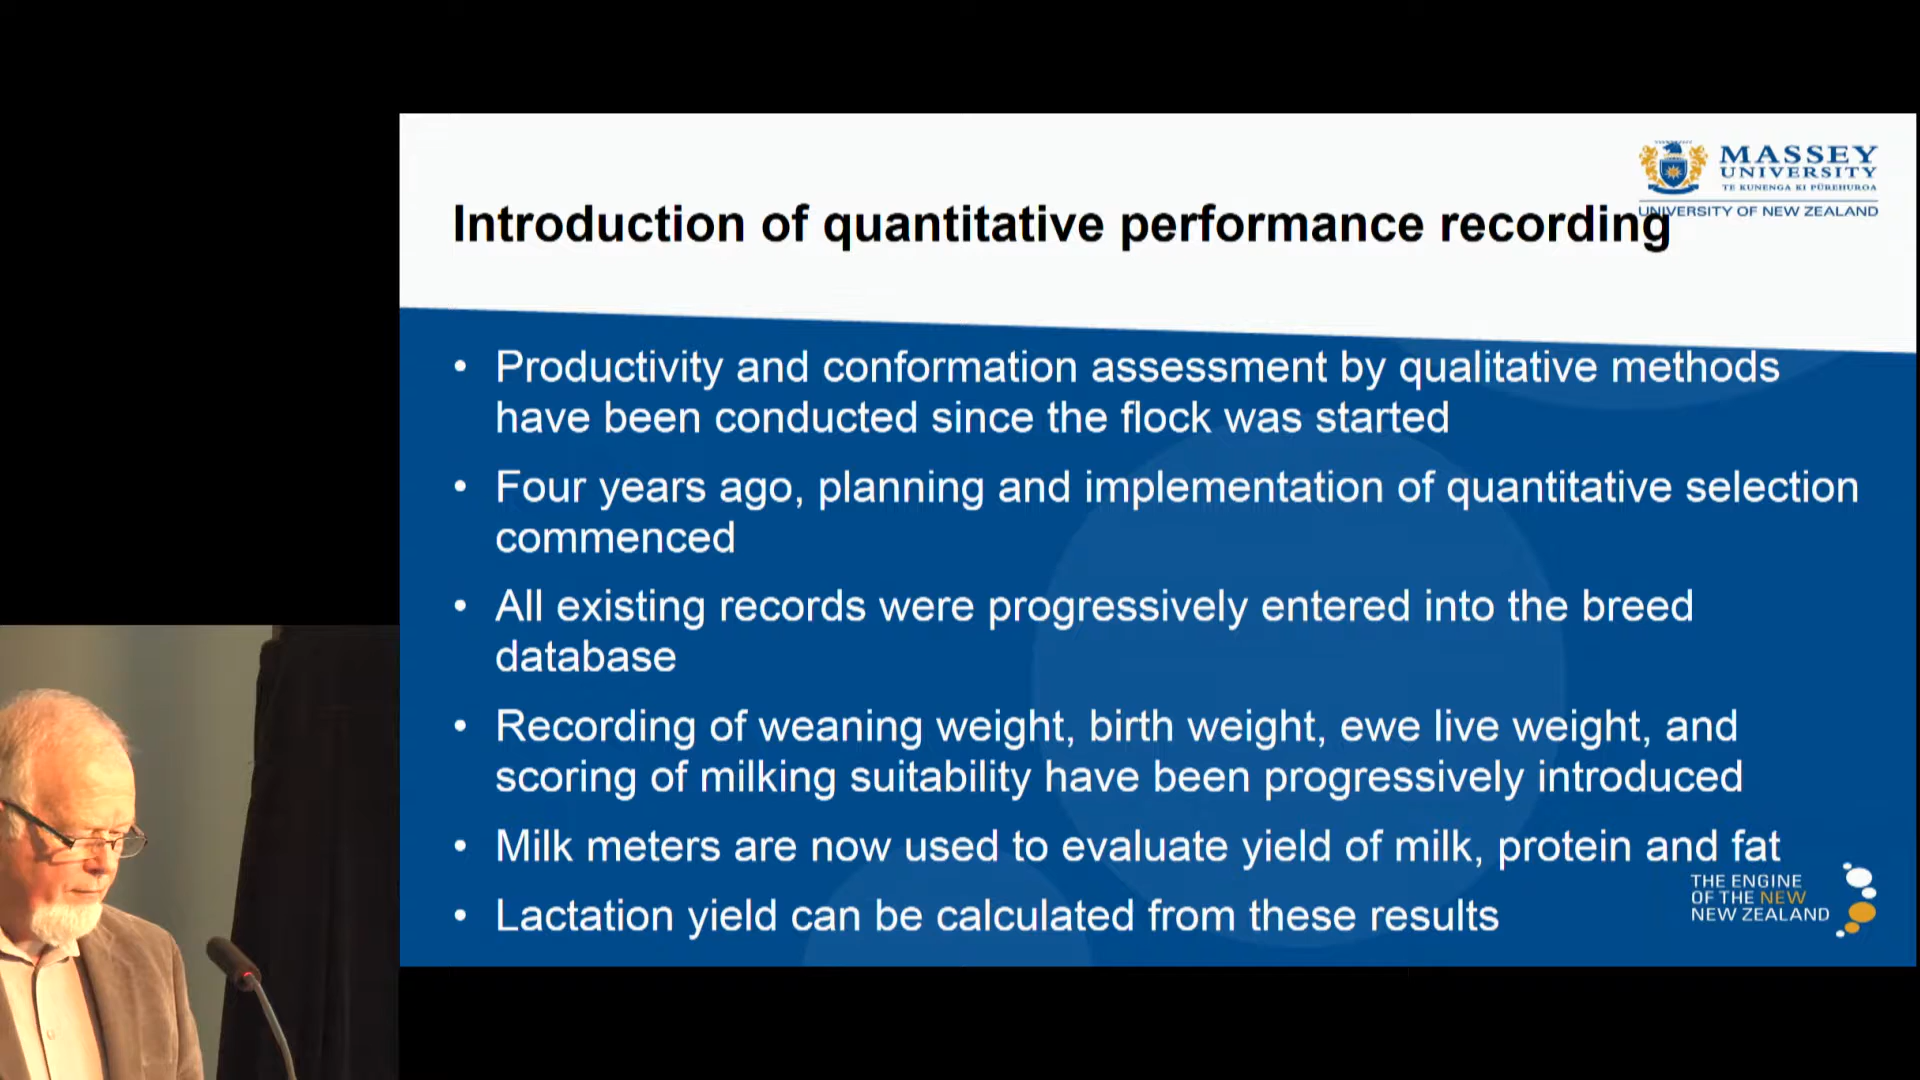 MASSEY
UNIVERSITY
TE KUNENGA KI PŪREHUROA
UNIVERSITY OF NEW ZEALAND
Introduction of quantitative performance recording
• Productivity and conformation assessment by qualitative methods
have been conducted since the flock was started
• Four years ago, planning and implementation of quantitative selection
commenced
• All existing records were progressively entered into the breed
database
• Recording of weaning weight, birth weight, ewe live weight, and
scoring of milking suitability have been progressively introduced
• Milk meters are now used to evaluate yield of milk, protein and fat
• Lactation yield can be calculated from these results
THE ENGINE
OF THE NEW
NEW ZEALAND